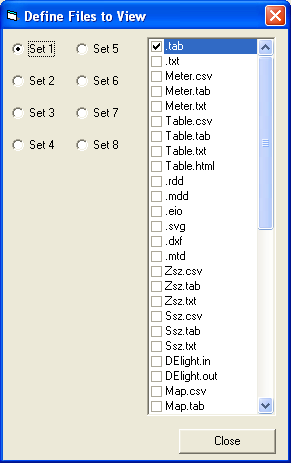 Define Files to View
Set 1
Set 5
Set 2
Set 6
Set 3
Set 7
Set 4
Set 8
.tab
.txt
Meter.csv
Meter.tab
Meter.txt
Table.csv
Table.tab
Table.txt
Table.html
.rdd
.mdd
.eio
.svg
.dxf
.mtd
Zsz.csv
Zsz.tab
Zsz.txt
Ssz.csv
Ssz.tab
Ssz.txt
DElight.in
DElight.out
Map.csv
Map.tab
Close